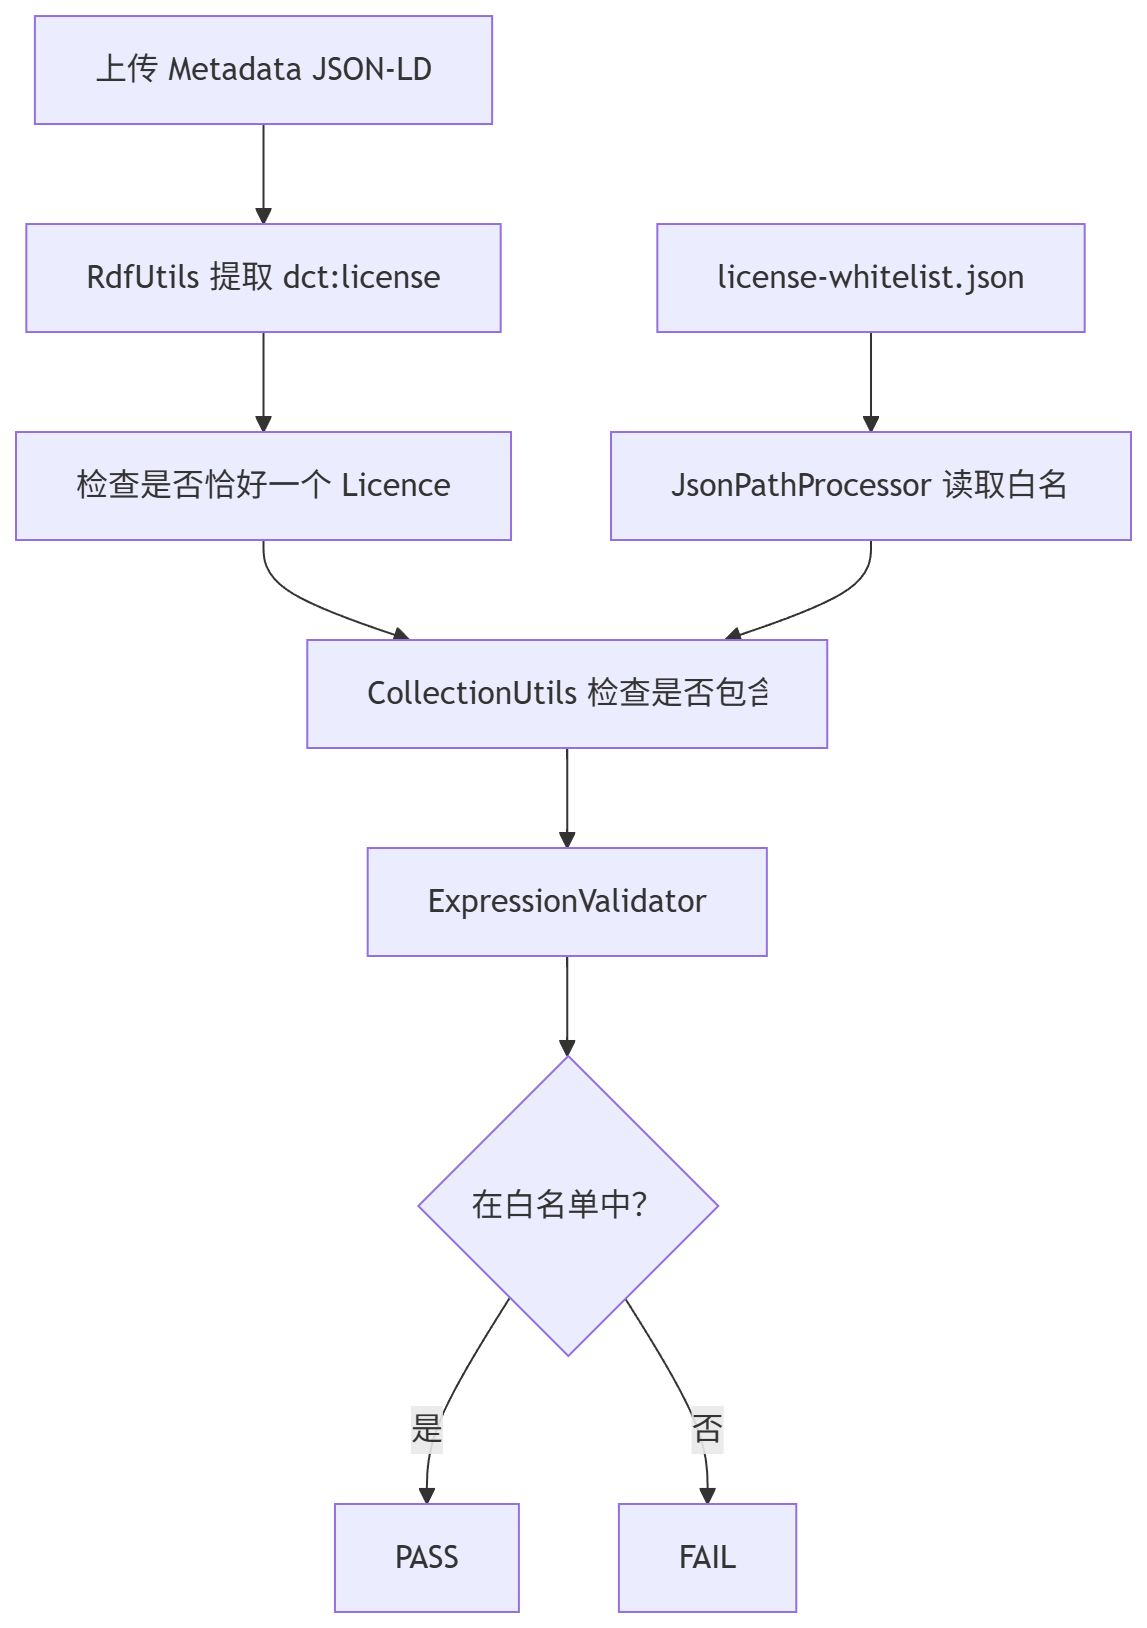 上传 Metadata JSON-LD
RdfUtils 提取 dct:license
license-whitelist.json
检查是否恰好一个 Licence
JsonPathProcessor 读取白名
CollectionUtils 检查是否包含
ExpressionValidator
在白名单中？
是
否
PASS
FAIL